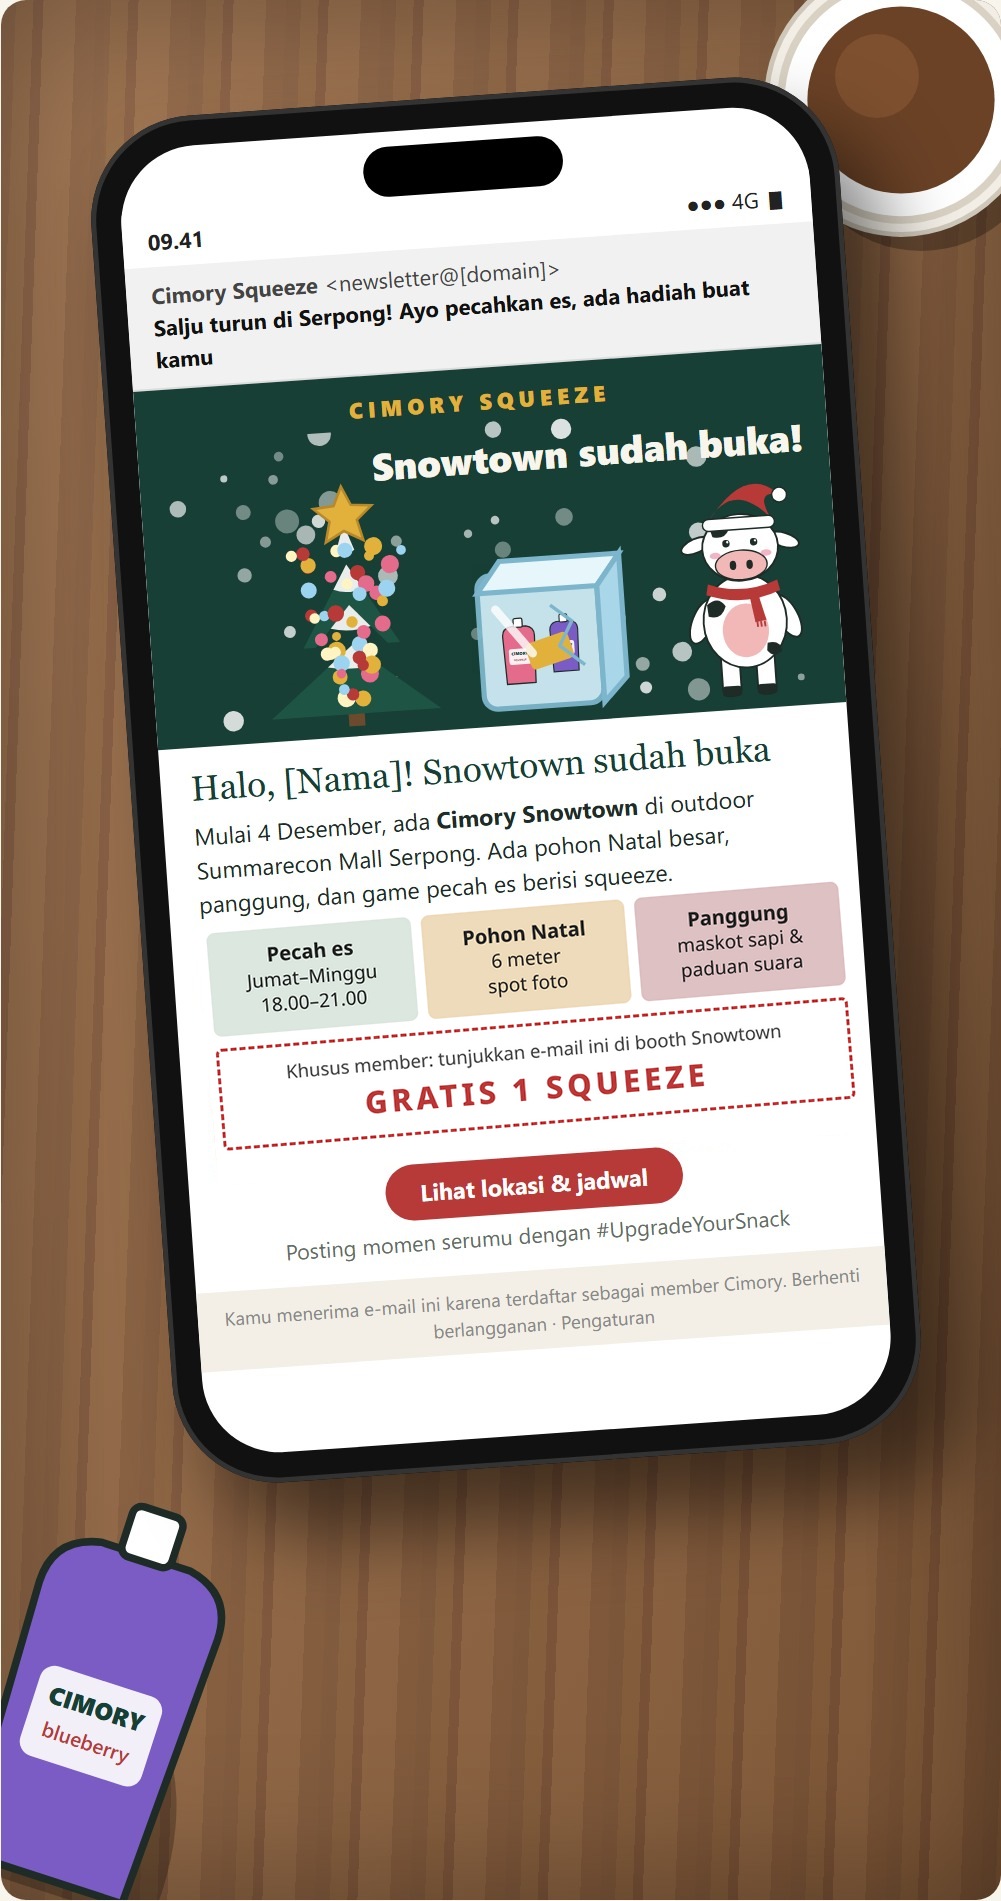 09.41
●●● 4G
Cimory Squeeze <newsletter@[domain]>
Salju turun di Serpong! Ayo pecahkan es, ada hadiah buat
kamu
CIMORY SQUEEZE
Snowtown sudah buka!
Halo, [Nama]! Snowtown sudah buka
Mulai 4 Desember, ada Cimory Snowtown di outdoor
Summarecon Mall Serpong. Ada pohon Natal besar,
panggung, dan game pecah es berisi squeeze.
Pecah es
Jumat–Minggu
18.00–21.00
Pohon Natal
6 meter
spot foto
Panggung
maskot sapi &
paduan suara
Khusus member: tunjukkan e-mail ini di booth Snowtown
GRATIS 1 SQUEEZE
Lihat lokasi & jadwal
Posting momen serumu dengan #UpgradeYourSnack
Kamu menerima e-mail ini karena terdaftar sebagai member Cimory. Berhenti
berlangganan · Pengaturan
CIMORY
blueberry